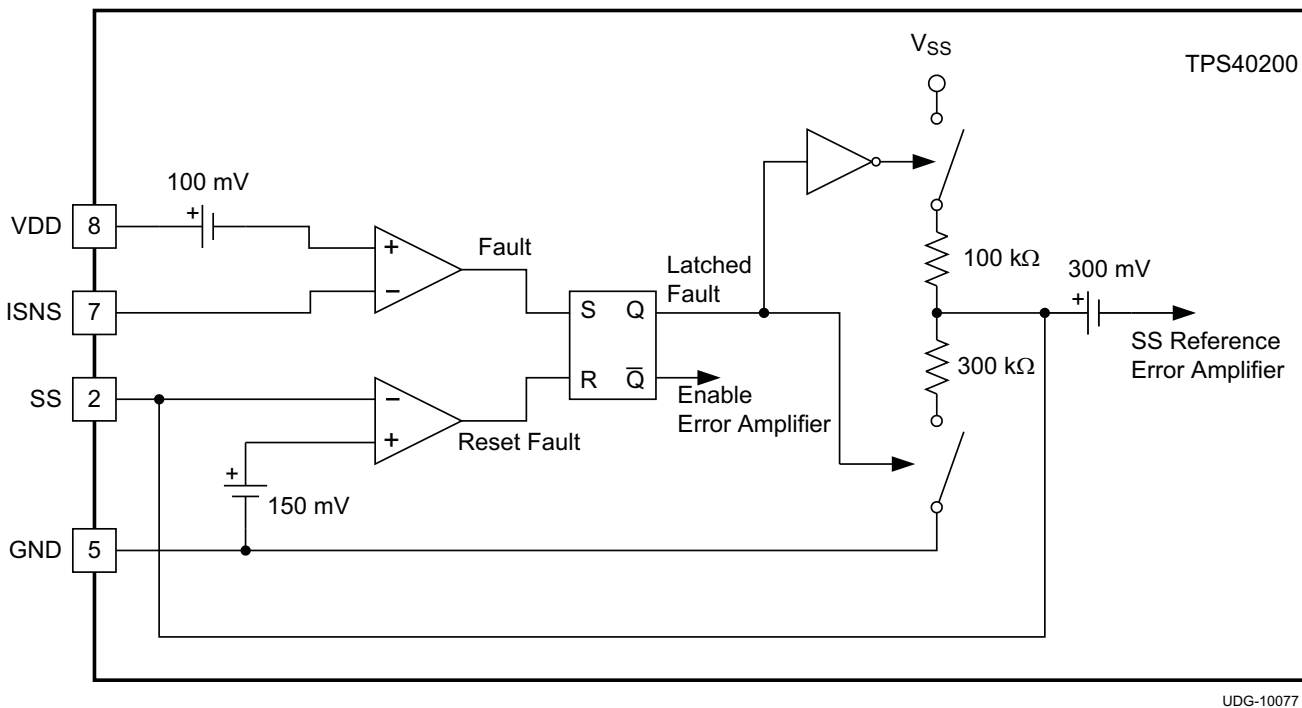 V_SS
TPS40200
100 mV
+
VDD 8
+
Fault
Latched
Fault
100 kΩ
300 mV
+
ISNS 7
−
S Q
SS Reference
Error Amplifier
300 kΩ
R Q̅
SS 2
−
Enable
Error Amplifier
+
Reset Fault
+
150 mV
GND 5
UDG-10077